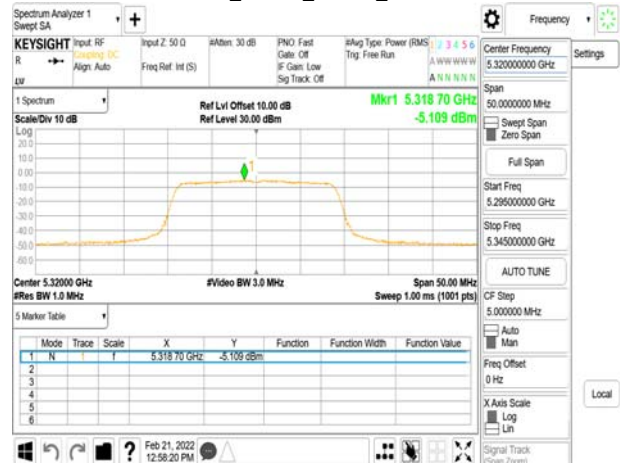 Spectrum Analyzer 1
Swept SA
+
Frequency
KEYSIGHT
R
Input: RF
Coupling: DC
Align: Auto
Input Z: 50 Ω
Freq Ref: Int (S)
#Atten: 30 dB
PNO: Fast
Gate: Off
IF Gain: Low
Sig Track: Off
#Avg Type: Power (RMS
Trig: Free Run
1 2 3 4 5 6
A W W W W W
A N N N N N
1 Spectrum
Scale/Div 10 dB
Ref Lvl Offset 10.00 dB
Ref Level 30.00 dBm
Mkr1 5.318 70 GHz
-5.109 dBm
Log
20.0
10.0
0.00
-10.0
-20.0
-30.0
-40.0
-50.0
-60.0
1
Center 5.32000 GHz
#Res BW 1.0 MHz
#Video BW 3.0 MHz
Span 50.00 MHz
Sweep 1.00 ms (1001 pts)
5 Marker Table
Mode Trace Scale X Y Function Function Width Function Value
1 N 1 f 5.318 70 GHz -5.109 dBm
2
3
4
5
6
?
Feb 21, 2022
12:58:20 PM
Center Frequency
5.320000000 GHz
Settings
Span
50.0000000 MHz
Swept Span
Zero Span
Full Span
Start Freq
5.295000000 GHz
Stop Freq
5.345000000 GHz
AUTO TUNE
CF Step
5.000000 MHz
Auto
Man
Freq Offset
0 Hz
X Axis Scale
Log
Lin
Local
Signal Track
(Span Zoom)